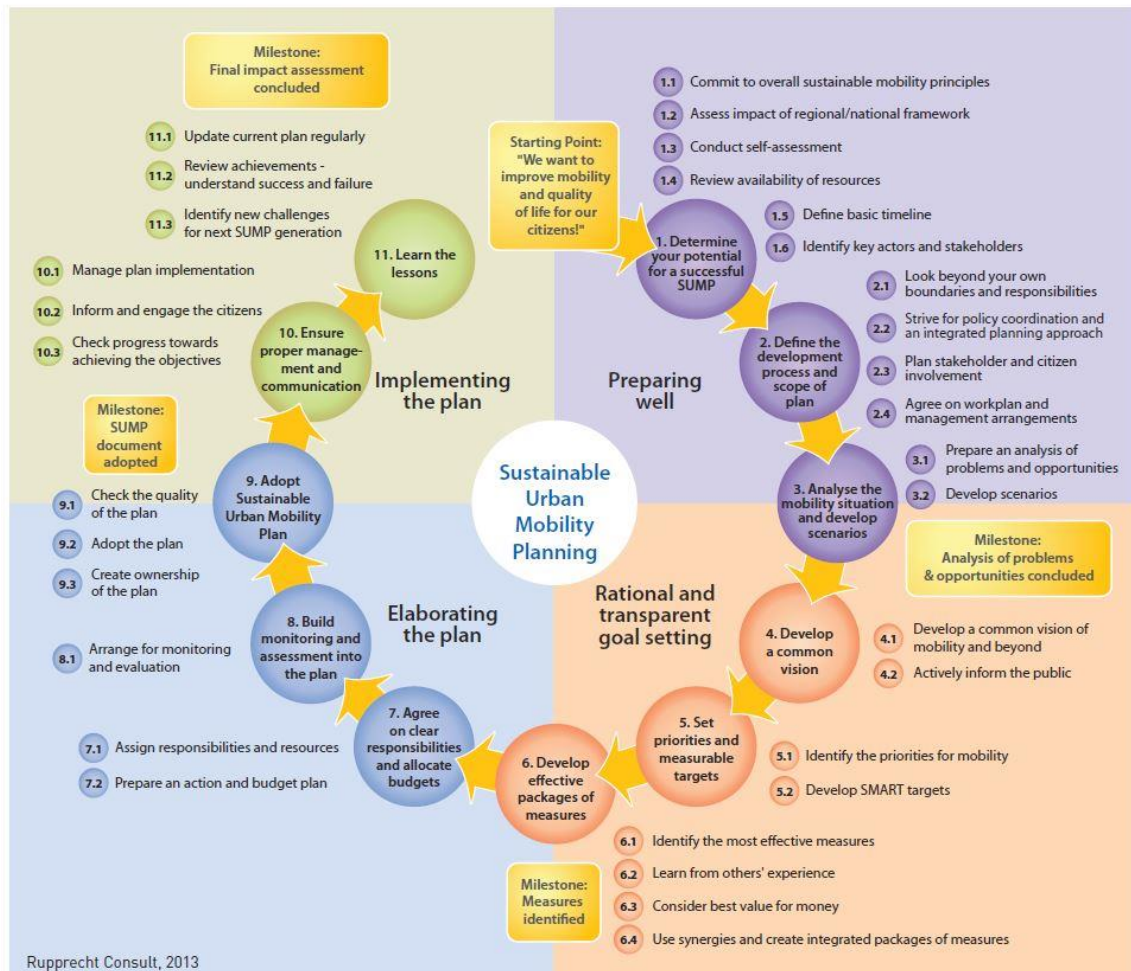 Milestone:
Final impact assessment
concluded
11.1 Update current plan regularly
11.2 Review achievements -
understand success and failure
11.3 Identify new challenges
for next SUMP generation
10.1 Manage plan implementation
10.2 Inform and engage the citizens
10.3 Check progress towards
achieving the objectives
11. Learn the
lessons
10. Ensure
proper manage-
ment and
communication
Implementing
the plan
Milestone:
SUMP
document
adopted
Starting Point:
"We want to
improve mobility
and quality
of life for our
citizens!"
1.1 Commit to overall sustainable mobility principles
1.2 Assess impact of regional/national framework
1.3 Conduct self-assessment
1.4 Review availability of resources
1.5 Define basic timeline
1.6 Identify key actors and stakeholders
1. Determine
your potential
for a successful
SUMP
2.1 Look beyond your own
boundaries and responsibilities
2.2 Strive for policy coordination and
an integrated planning approach
2.3 Plan stakeholder and citizen
involvement
2.4 Agree on workplan and
management arrangements
2. Define the
development
process and
scope of
plan
Preparing
well
3.1 Prepare an analysis of
problems and opportunities
3.2 Develop scenarios
3. Analyse the
mobility situation
and develop
scenarios
Milestone:
Analysis of problems
& opportunities concluded
Sustainable
Urban
Mobility
Planning
Rational and
transparent
goal setting
4. Develop
a common
vision
4.1 Develop a common vision of
mobility and beyond
4.2 Actively inform the public
5. Set
priorities and
measurable
targets
5.1 Identify the priorities for mobility
5.2 Develop SMART targets
6. Develop
effective
packages of
measures
6.1 Identify the most effective measures
6.2 Learn from others' experience
6.3 Consider best value for money
6.4 Use synergies and create integrated packages of measures
Milestone:
Measures
identified
Elaborating
the plan
7. Agree
on clear
responsibilities
and allocate
budgets
7.1 Assign responsibilities and resources
7.2 Prepare an action and budget plan
8. Build
monitoring and
assessment into
the plan
8.1 Arrange for monitoring
and evaluation
9. Adopt
Sustainable
Urban Mobility
Plan
9.1 Check the quality
of the plan
9.2 Adopt the plan
9.3 Create ownership
of the plan
Rupprecht Consult, 2013